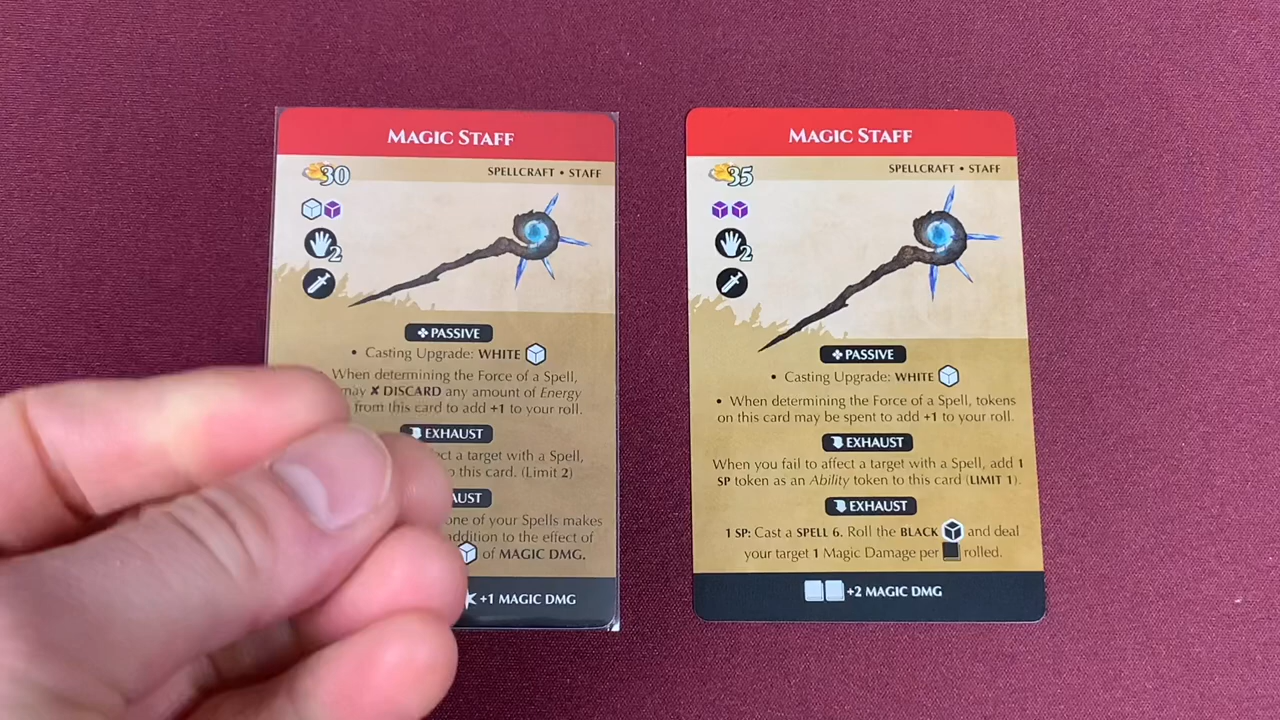 MAGIC STAFF
30
SPELLCRAFT • STAFF
2
PASSIVE
• Casting Upgrade: WHITE
When determining the Force of a Spell,
may ✘ DISCARD any amount of Energy
from this card to add +1 to your roll.
EXHAUST
a target with a Spell,
to this card. (Limit 2)
one of your Spells makes
addition to the effect of
of MAGIC DMG.
+1 MAGIC DMG
MAGIC STAFF
35
SPELLCRAFT • STAFF
2
PASSIVE
• Casting Upgrade: WHITE
• When determining the Force of a Spell, tokens
on this card may be spent to add +1 to your roll.
EXHAUST
When you fail to affect a target with a Spell, add 1
SP token as an Ability token to this card (LIMIT 1).
EXHAUST
1 SP: Cast a SPELL 6. Roll the BLACK and deal
your target 1 Magic Damage per rolled.
+2 MAGIC DMG